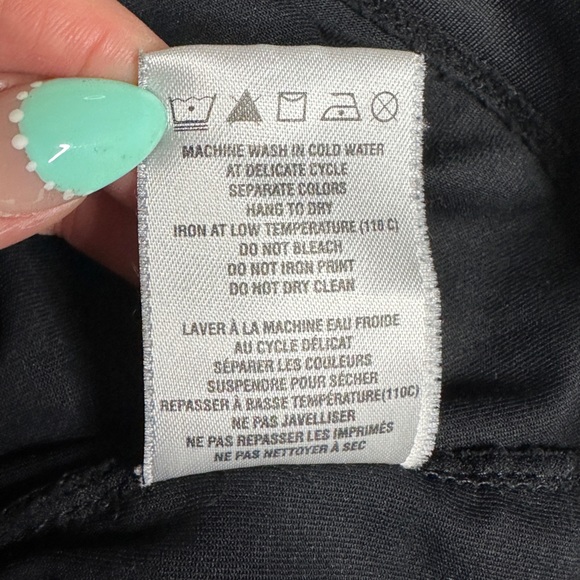 MACHINE WASH IN COLD WATER
AT DELICATE CYCLE
SEPARATE COLORS
HANG TO DRY
IRON AT LOW TEMPERATURE (110 C)
DO NOT BLEACH
DO NOT IRON PRINT
DO NOT DRY CLEAN
LAVER À LA MACHINE EAU FROIDE
AU CYCLE DÉLICAT
SÉPARER LES COULEURS
SUSPENDRE POUR SÉCHER
REPASSER À BASSE TEMPÉRATURE(110C)
NE PAS JAVELLISER
NE PAS REPASSER LES IMPRIMÉS
NE PAS NETTOYER À SEC